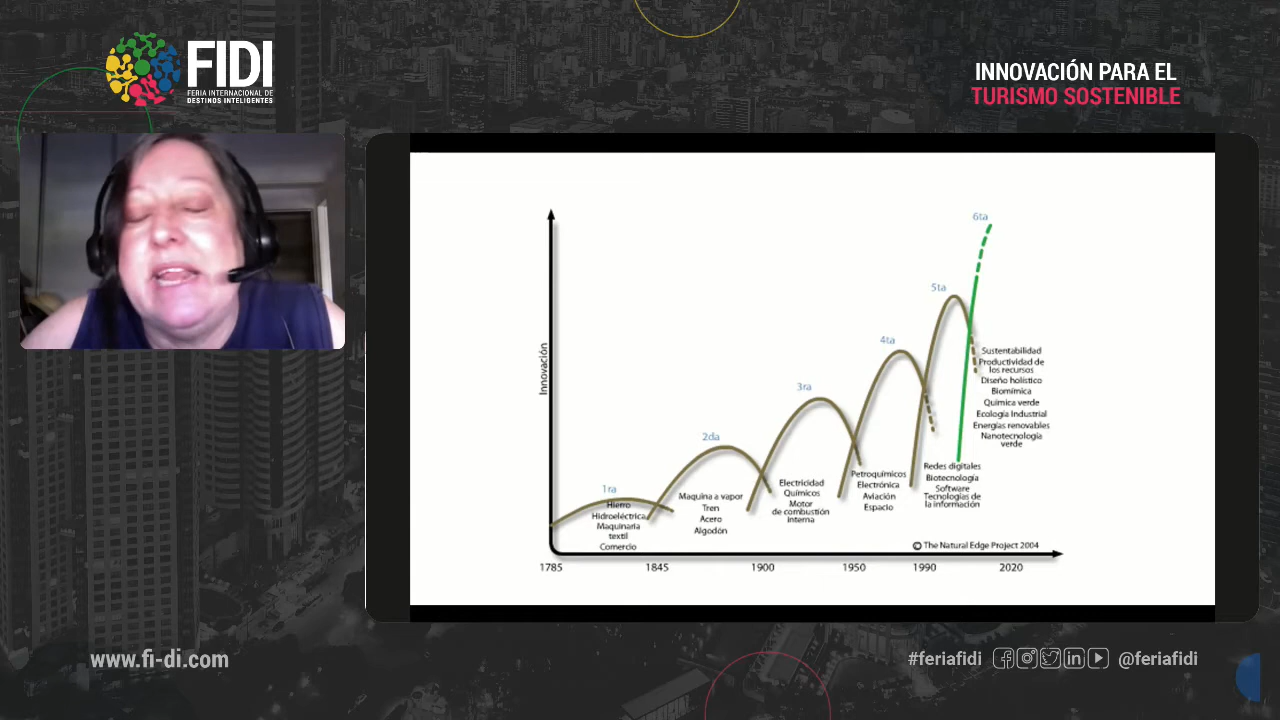 FIDI
FERIA INTERNACIONAL DE
DESTINOS INTELIGENTES
INNOVACIÓN PARA EL
TURISMO SOSTENIBLE
Innovación
1ra
Hierro
Hidroeléctrica
Maquinaria
textil
Comercio
2da
Maquina a vapor
Tren
Acero
Algodón
3ra
Electricidad
Químicos
Motor
de combustión
interna
4ta
Petroquímicos
Electrónica
Aviación
Espacio
5ta
Redes digitales
Biotecnología
Software
Tecnologías de
la información
6ta
Sustentabilidad
Productividad de
los recursos
Diseño holístico
Biomímica
Química verde
Ecología Industrial
Energías renovables
Nanotecnología
verde
© The Natural Edge Project 2004
1785 1845 1900 1950 1990 2020
www.fi-di.com
#feriafidi @feriafidi